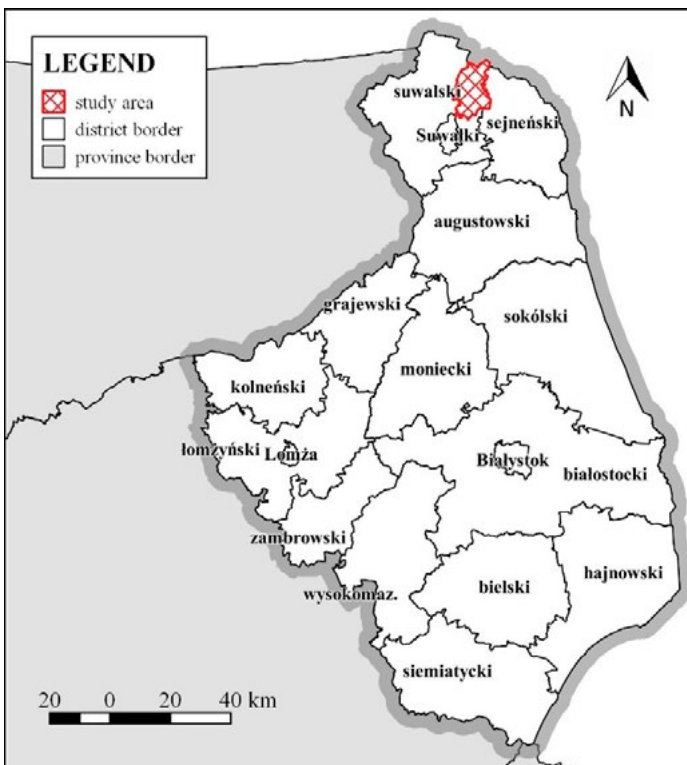 LEGEND
study area
district border
province border
N
suwalski
Suwałki
sejneński
augustowski
grajewski
sokólski
moniecki
kolneński
łomżyński
Łomża
Białystok
białostocki
zambrowski
wysokomaz.
bielski
hajnowski
siemiatycki
20 0 20 40 km